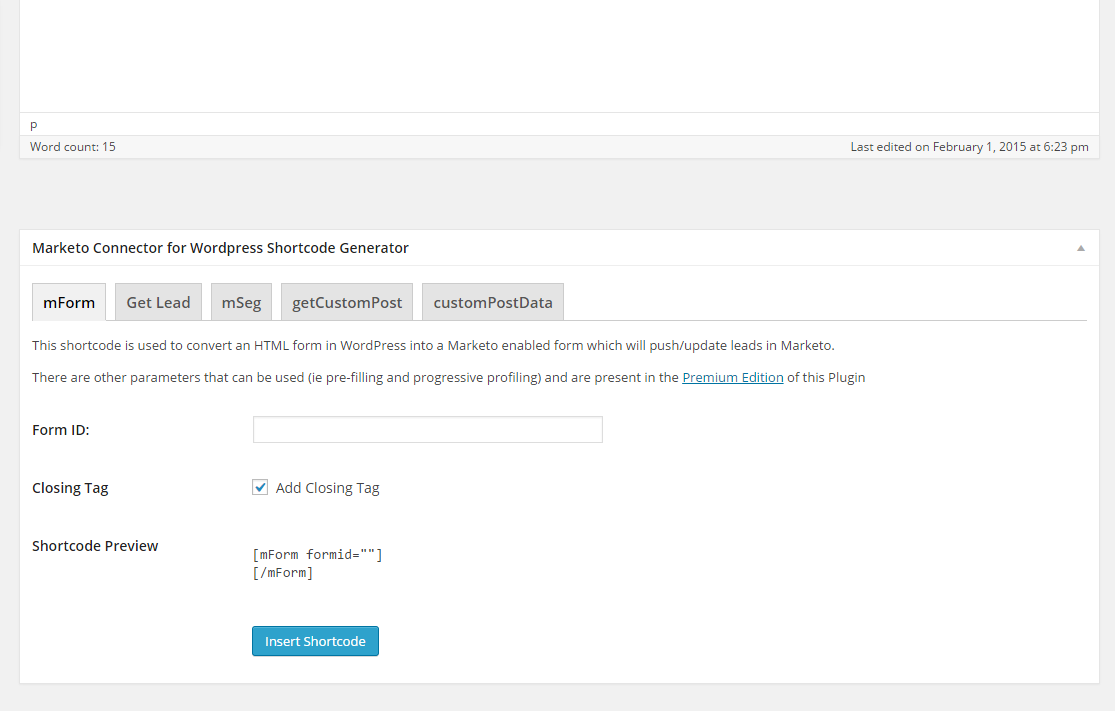 p
Word count: 15
Last edited on February 1, 2015 at 6:23 pm
Marketo Connector for Wordpress Shortcode Generator
mForm
Get Lead
mSeg
getCustomPost
customPostData
This shortcode is used to convert an HTML form in WordPress into a Marketo enabled form which will push/update leads in Marketo.
There are other parameters that can be used (ie pre-filling and progressive profiling) and are present in the Premium Edition of this Plugin
Form ID:
Closing Tag
Add Closing Tag
Shortcode Preview
[mForm formid=""]
[/mForm]
Insert Shortcode